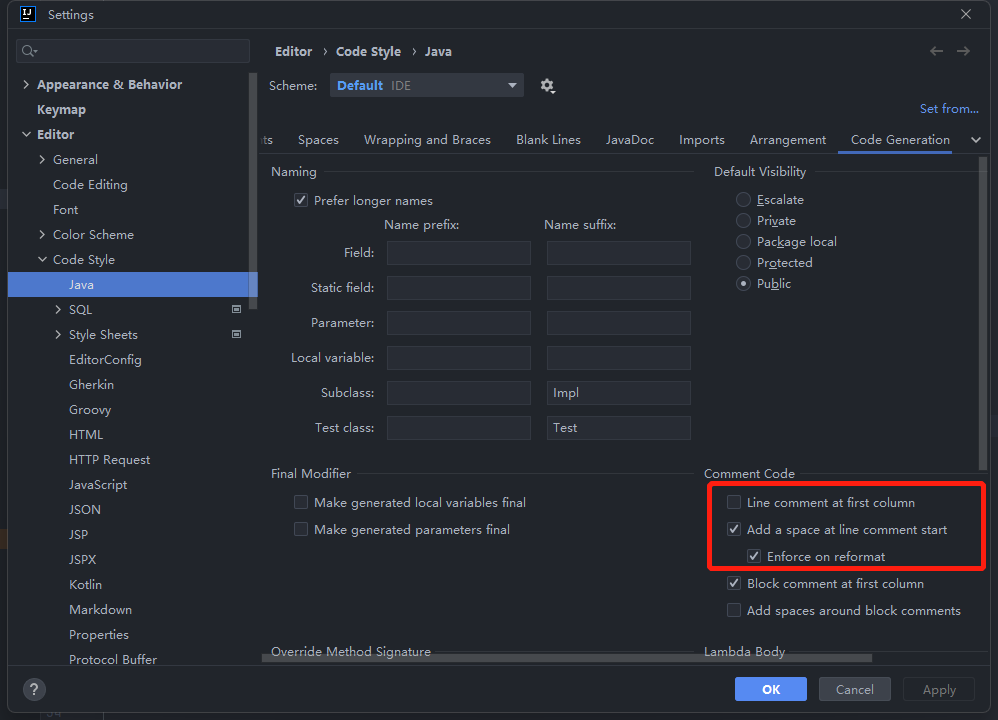 Settings
Editor › Code Style › Java
Scheme: Default IDE
Set from...
Appearance & Behavior
Keymap
Editor
General
Code Editing
Font
Color Scheme
Code Style
Java
SQL
Style Sheets
EditorConfig
Gherkin
Groovy
HTML
HTTP Request
JavaScript
JSON
JSP
JSPX
Kotlin
Markdown
Properties
Protocol Buffer
Spaces Wrapping and Braces Blank Lines JavaDoc Imports Arrangement Code Generation
Naming
Prefer longer names
Name prefix: Name suffix:
Field:
Static field:
Parameter:
Local variable:
Subclass: Impl
Test class: Test
Default Visibility
Escalate
Private
Package local
Protected
Public
Final Modifier
Make generated local variables final
Make generated parameters final
Comment Code
Line comment at first column
Add a space at line comment start
Enforce on reformat
Block comment at first column
Add spaces around block comments
Override Method Signature
Lambda Body
?
OK Cancel Apply